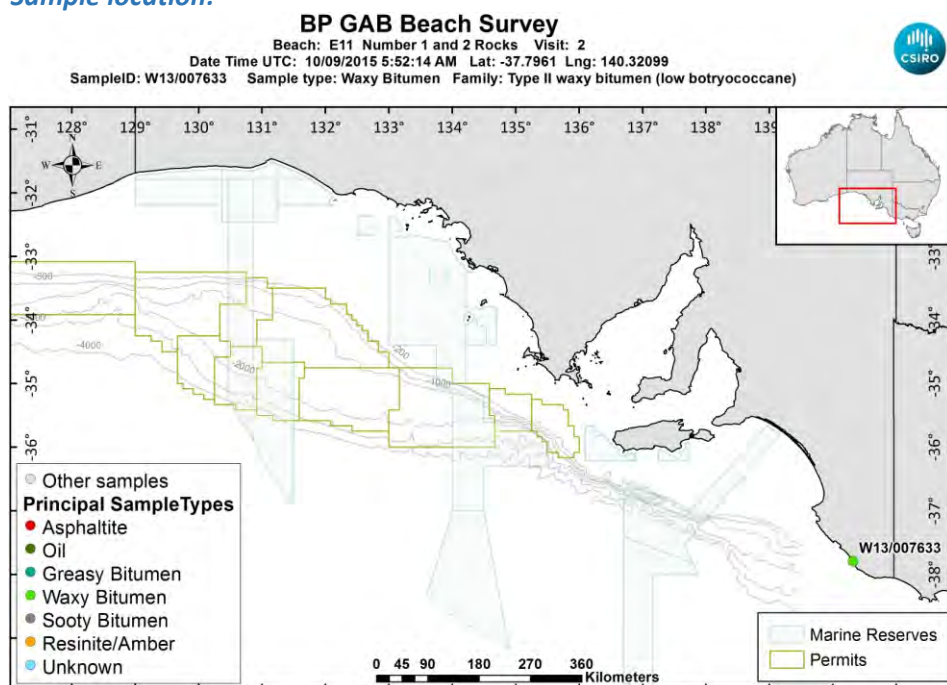 Sample location:
BP GAB Beach Survey
Beach: E11 Number 1 and 2 Rocks Visit: 2
Date Time UTC: 10/09/2015 5:52:14 AM Lat: -37.7961 Lng: 140.32099
SampleID: W13/007633 Sample type: Waxy Bitumen Family: Type II waxy bitumen (low botryococcane)
CSIRO
128° 129° 130° 131° 132° 133° 134° 135° 136° 137° 138° 139
-31°
-32°
-33°
-34°
-35°
-36°
-37°
-38°
N
W E
S
-31°
-32°
-33°
-34°
-35°
-36°
-37°
-38°
-4000
-2000
-200
-1000
W13/007633
Other samples
Principal SampleTypes
Asphaltite
Oil
Greasy Bitumen
Waxy Bitumen
Sooty Bitumen
Resinite/Amber
Unknown
0 45 90 180 270 360
Kilometers
Marine Reserves
Permits